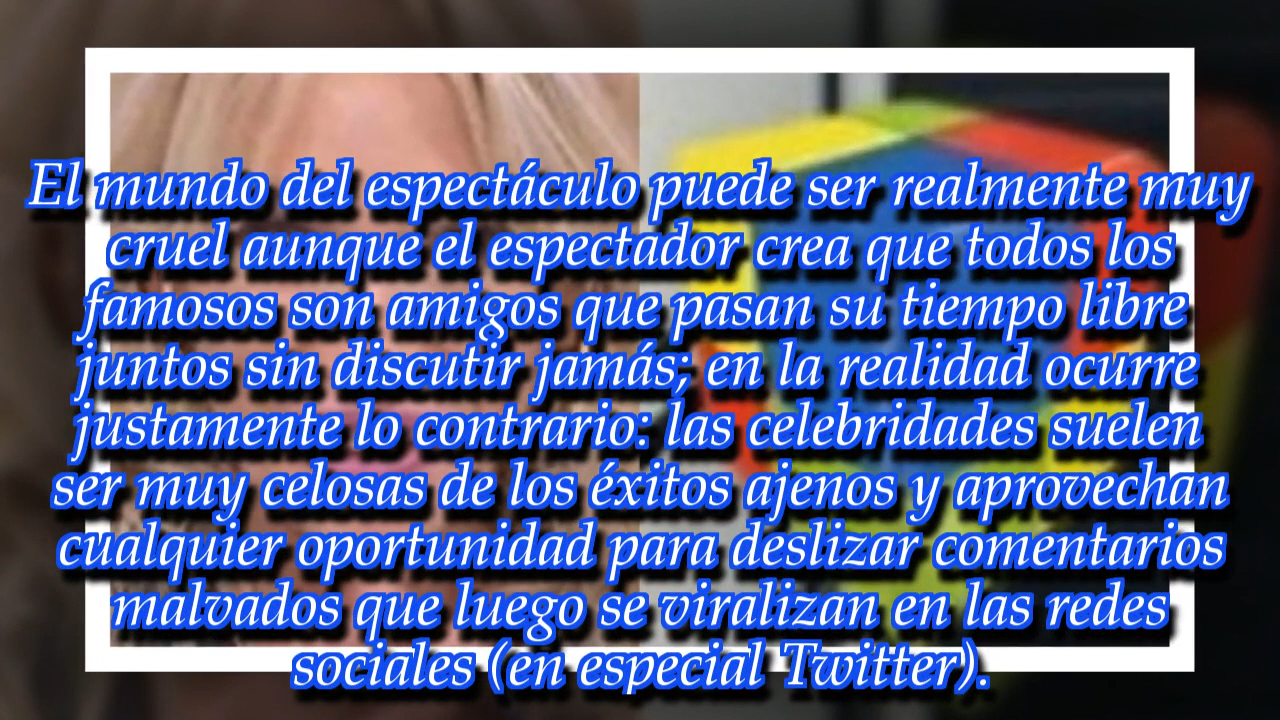 El mundo del espectáculo puede ser realmente muy
cruel aunque el espectador crea que todos los
famosos son amigos que pasan su tiempo libre
juntos sin discutir jamás; en la realidad ocurre
justamente lo contrario: las celebridades suelen
ser muy celosas de los éxitos ajenos y aprovechan
cualquier oportunidad para deslizar comentarios
malvados que luego se viralizan en las redes
sociales (en especial Twitter).